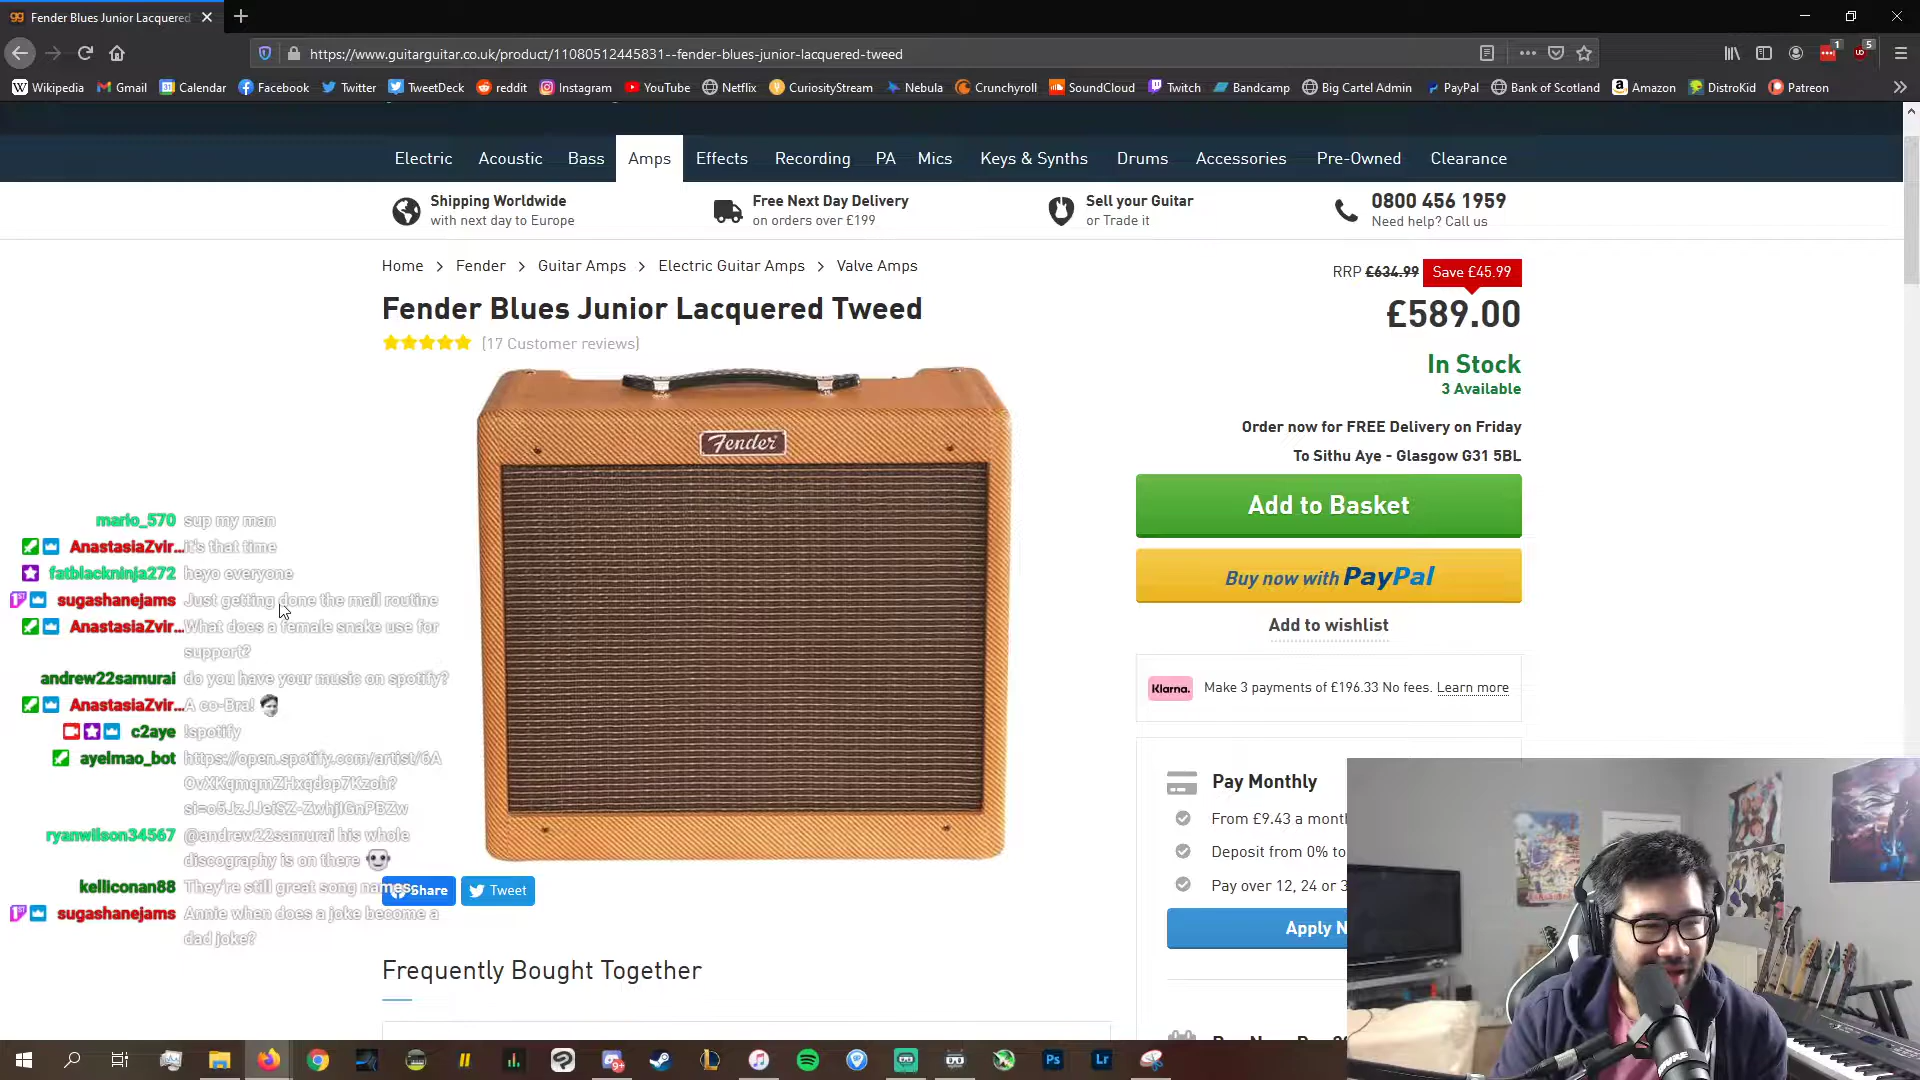 Fender Blues Junior Lacquered
https://www.guitarguitar.co.uk/product/11080512445831--fender-blues-junior-lacquered-tweed
1
5
Wikipedia Gmail Calendar Facebook Twitter TweetDeck reddit Instagram YouTube Netflix CuriosityStream Nebula Crunchyroll SoundCloud Twitch Bandcamp Big Cartel Admin PayPal Bank of Scotland Amazon DistroKid Patreon
Electric Acoustic Bass Amps Effects Recording PA Mics Keys & Synths Drums Accessories Pre-Owned Clearance
Shipping Worldwide
with next day to Europe
Free Next Day Delivery
on orders over £199
Sell your Guitar
or Trade it
0800 456 1959
Need help? Call us
Home > Fender > Guitar Amps > Electric Guitar Amps > Valve Amps
RRP £634.99 Save £45.99
Fender Blues Junior Lacquered Tweed
£589.00
(17 Customer reviews)
In Stock
3 Available
Order now for FREE Delivery on Friday
To Sithu Aye - Glasgow G31 5BL
Add to Basket
Buy now with PayPal
Add to wishlist
Klarna. Make 3 payments of £196.33 No fees. Learn more
Pay Monthly
From £9.43 a mont
Deposit from 0% to
Pay over 12, 24 or 3
Apply N
Fender
mario_570 sup my man
AnastasiaZvir... it's that time
fatblackninja272 heyo everyone
sugashanejams Just getting done the mail routine
AnastasiaZvir... What does a female snake use for
support?
andrew22samurai do you have your music on spotify?
AnastasiaZvir... A co-Bra!
c2aye !spotify
ayelmao_bot https://open.spotify.com/artist/6A
ryanwilson34567 @andrew22samurai his whole
discography is on there
kelliconan88 They're still great song names
sugashanejams Annie when does a joke become a
dad joke?
Share Tweet
Frequently Bought Together
9+
Ps
Lr